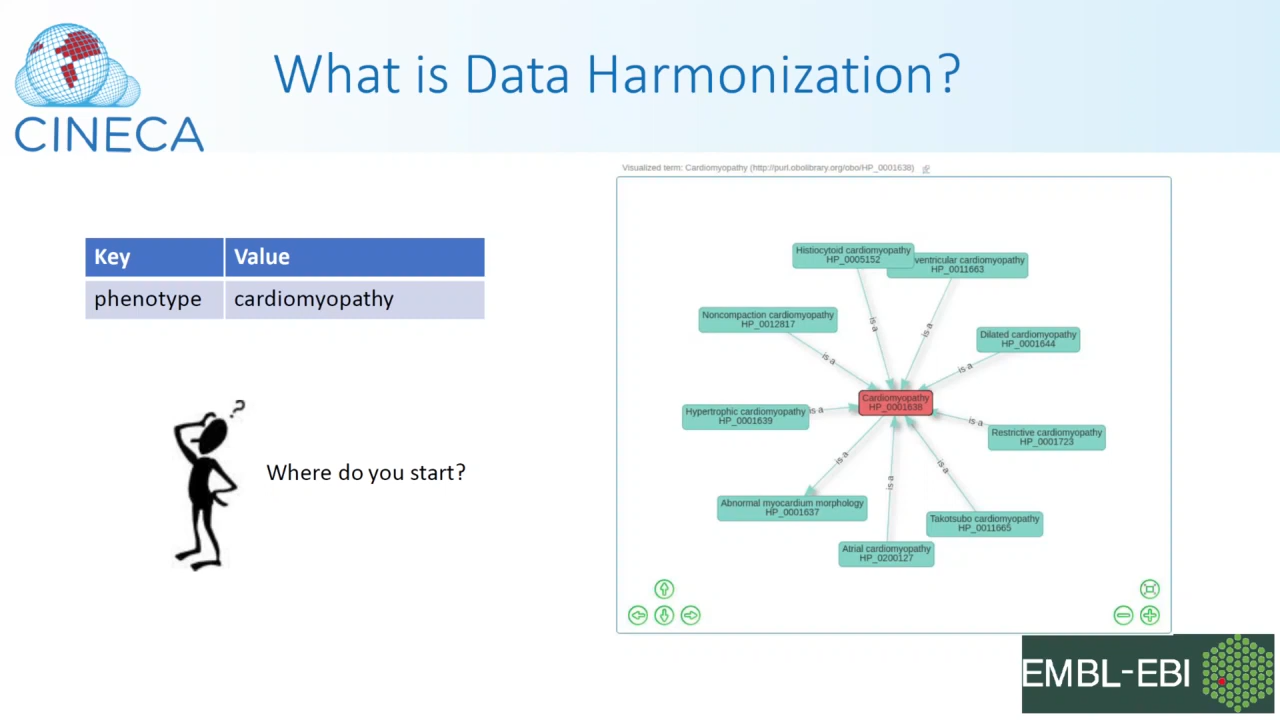 What is Data Harmonization?
CINECA
Visualized term: Cardiomyopathy (http://purl.obolibrary.org/obo/HP_0001638)
Key Value
phenotype cardiomyopathy
?
Where do you start?
Histiocytoid cardiomyopathy
HP_0005152
ventricular cardiomyopathy
HP_0011663
Noncompaction cardiomyopathy
HP_0012817
Dilated cardiomyopathy
HP_0001644
is a
is a
is a
is a
Cardiomyopathy
HP_0001638
Hypertrophic cardiomyopathy
HP_0001639
is a
is a
Restrictive cardiomyopathy
HP_0001723
is a
is a
is a
Abnormal myocardium morphology
HP_0001637
Takotsubo cardiomyopathy
HP_0011665
Atrial cardiomyopathy
HP_0200127
EMBL-EBI